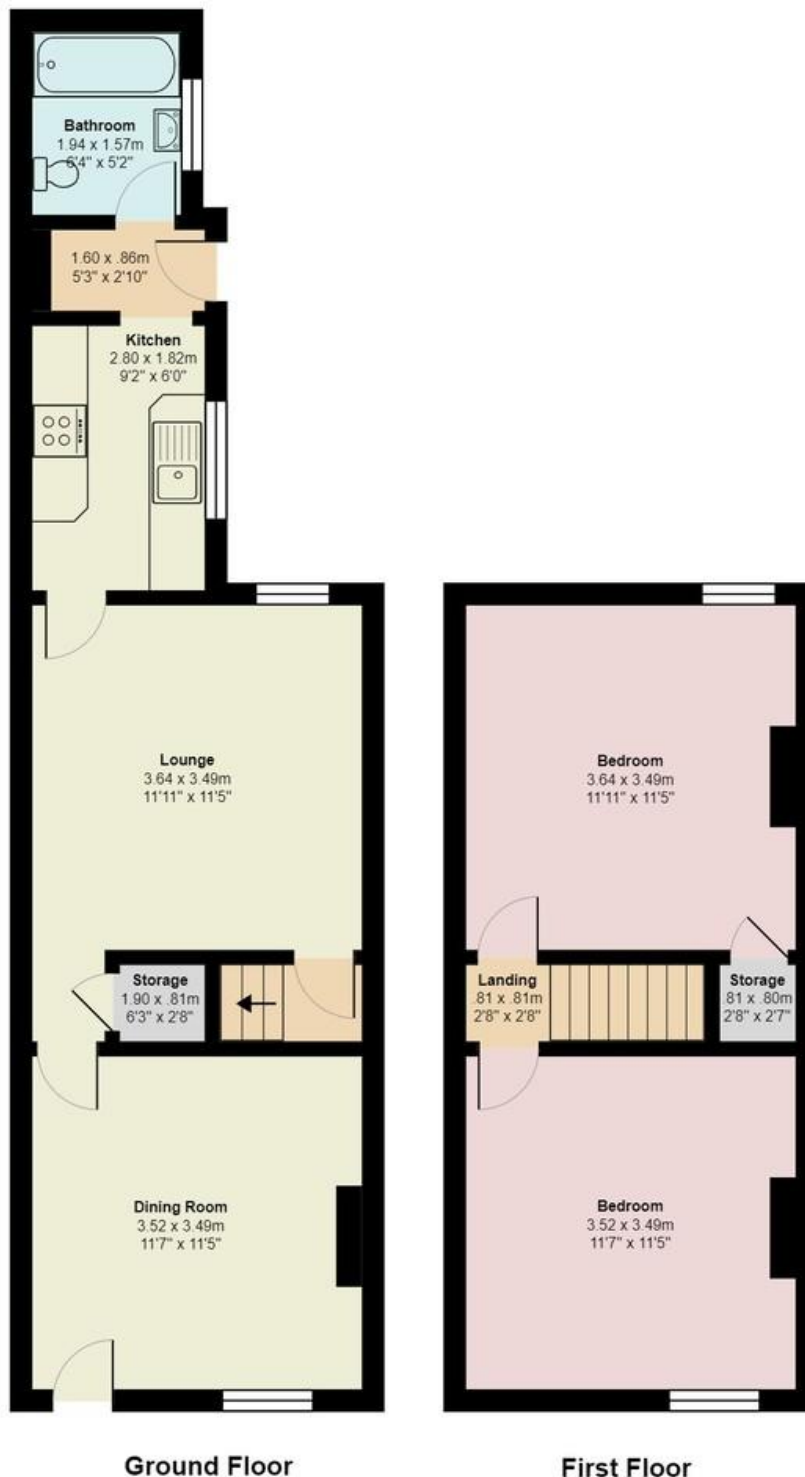 Bathroom
1.94 x 1.57m
6'4" x 5'2"
1.60 x .86m
5'3" x 2'10"
Kitchen
2.80 x 1.82m
9'2" x 6'0"
Lounge
3.64 x 3.49m
11'11" x 11'5"
Storage
1.90 x .81m
6'3" x 2'8"
Dining Room
3.52 x 3.49m
11'7" x 11'5"
Ground Floor
Bedroom
3.64 x 3.49m
11'11" x 11'5"
Landing
.81 x .81m
2'8" x 2'8"
Storage
.81 x .80m
2'8" x 2'7"
Bedroom
3.52 x 3.49m
11'7" x 11'5"
First Floor